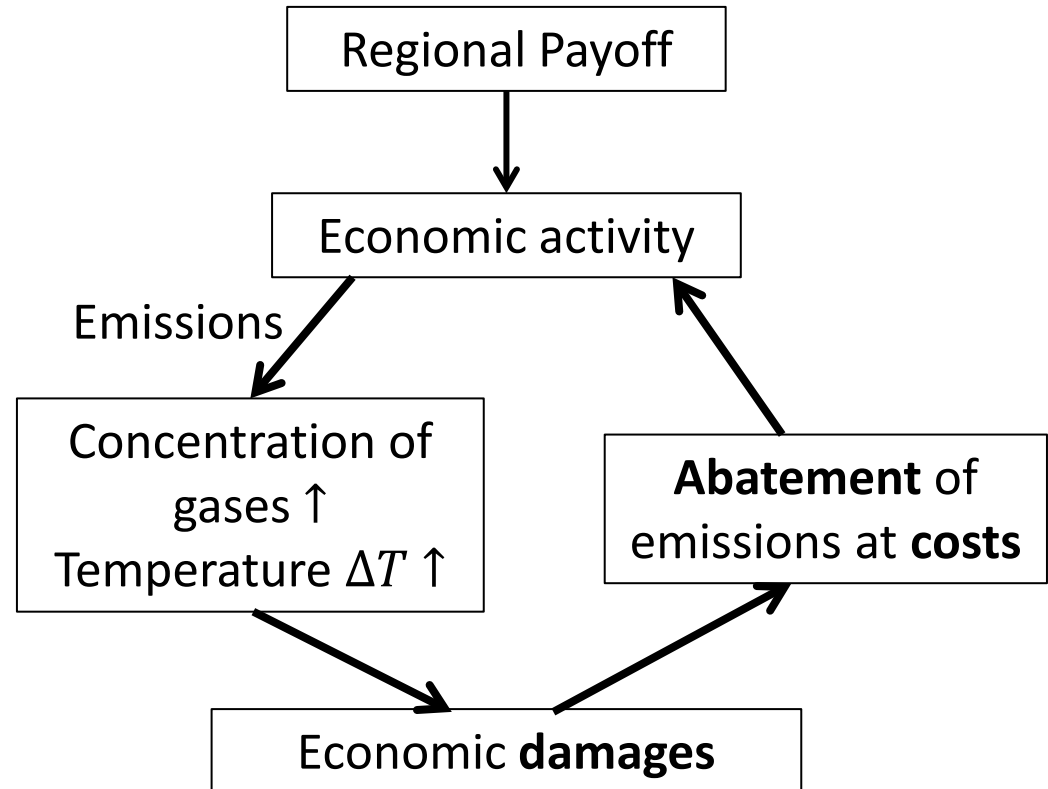 Regional Payoff
Economic activity
Emissions
Concentration of
gases ↑
Temperature Δ𝑇 ↑
Abatement of
emissions at costs
Economic damages